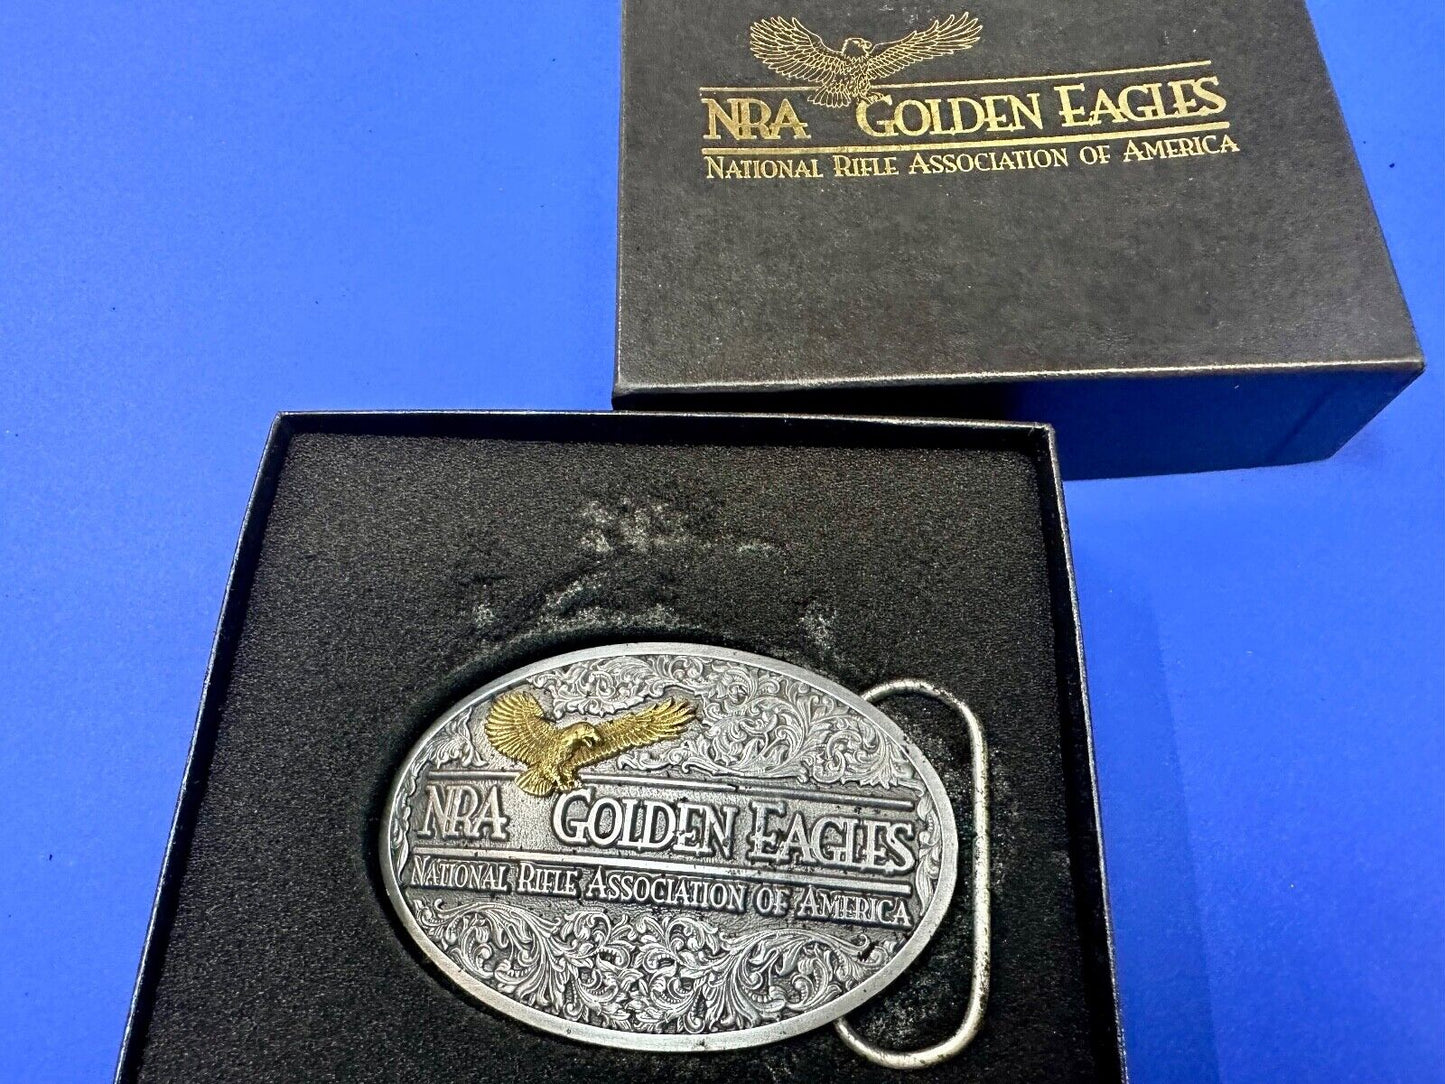 NRA GOLDEN EAGLES
NATIONAL RIFLE ASSOCIATION OF AMERICA
NRA GOLDEN EAGLES
NATIONAL RIFLE ASSOCIATION OF AMERICA